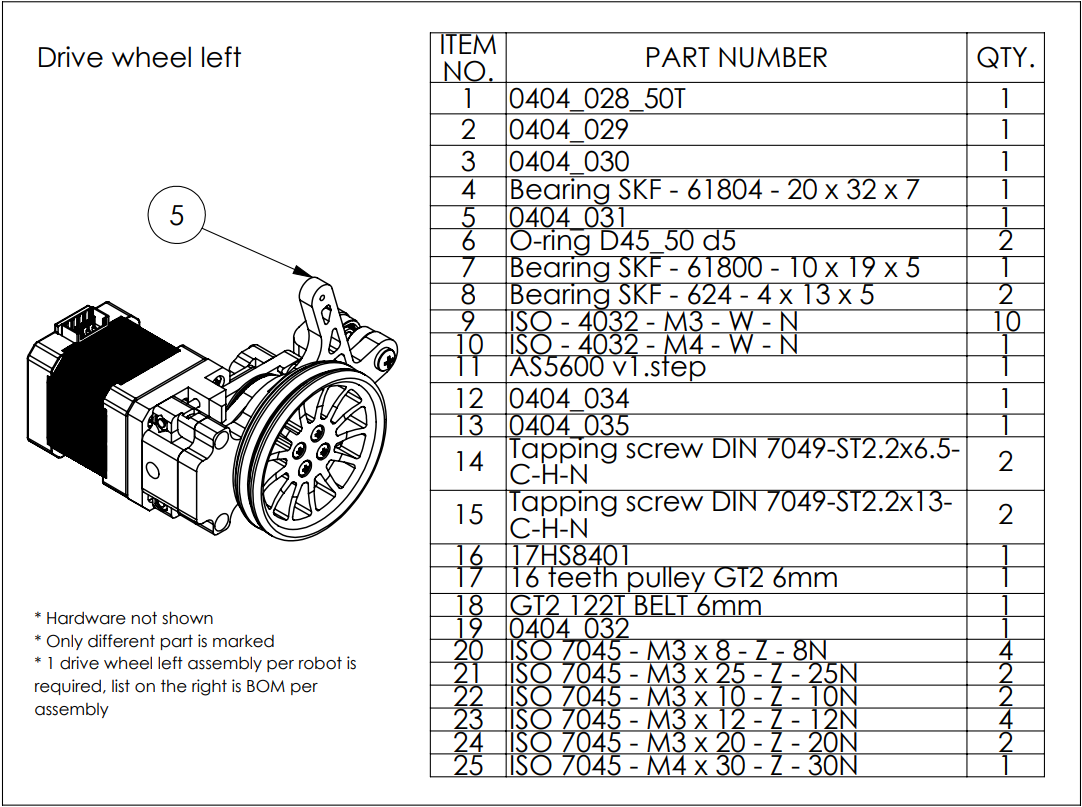 Drive wheel left
5
* Hardware not shown
* Only different part is marked
* 1 drive wheel left assembly per robot is
required, list on the right is BOM per
assembly
ITEM NO. PART NUMBER QTY.
1 0404_028_50T 1
2 0404_029 1
3 0404_030 1
4 Bearing SKF - 61804 - 20 x 32 x 7 1
5 0404_031 1
6 O-ring D45_50 d5 2
7 Bearing SKF - 61800 - 10 x 19 x 5 1
8 Bearing SKF - 624 - 4 x 13 x 5 2
9 ISO - 4032 - M3 - W - N 10
10 ISO - 4032 - M4 - W - N 1
11 AS5600 v1.step 1
12 0404_034 1
13 0404_035 1
14 Tapping screw DIN 7049-ST2.2x6.5-
C-H-N 2
15 Tapping screw DIN 7049-ST2.2x13-
C-H-N 2
16 17HS8401 1
17 16 teeth pulley GT2 6mm 1
18 GT2 122T BELT 6mm 1
19 0404_032 1
20 ISO 7045 - M3 x 8 - Z - 8N 4
21 ISO 7045 - M3 x 25 - Z - 25N 2
22 ISO 7045 - M3 x 10 - Z - 10N 2
23 ISO 7045 - M3 x 12 - Z - 12N 4
24 ISO 7045 - M3 x 20 - Z - 20N 2
25 ISO 7045 - M4 x 30 - Z - 30N 1